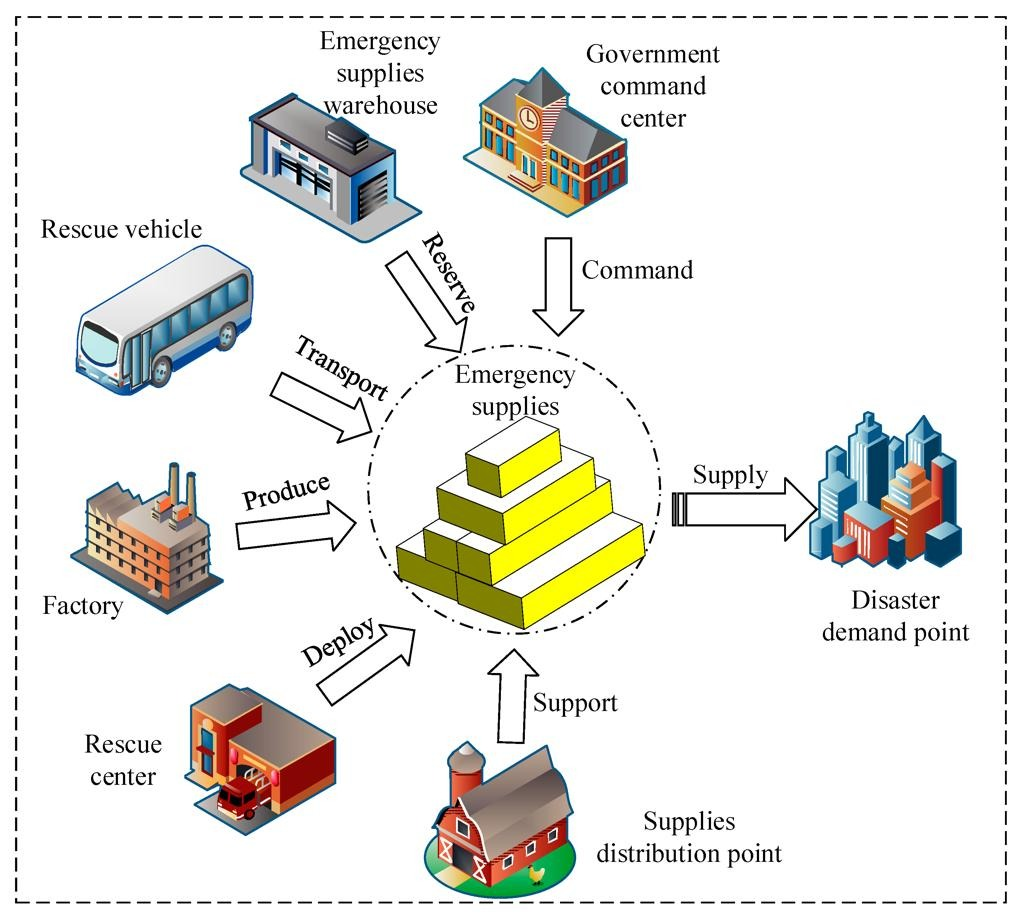 Emergency
supplies
warehouse
Government
command
center
Rescue vehicle
Reserve
Command
Transport
Emergency
supplies
Produce
Supply
Factory
Disaster
demand point
Deploy
Support
Rescue
center
Supplies
distribution point